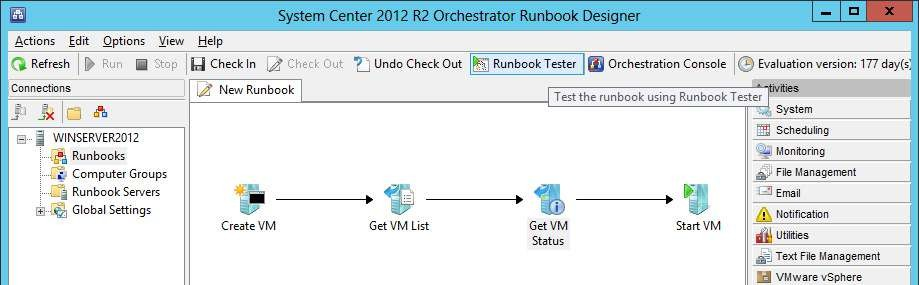 System Center 2012 R2 Orchestrator Runbook Designer
Actions Edit Options View Help
Refresh Run Stop Check In Check Out Undo Check Out Runbook Tester Orchestration Console Evaluation version: 177 day(s)
Connections
New Runbook
Test the runbook using Runbook Tester
Activities
System
Scheduling
Monitoring
File Management
Email
Notification
Utilities
Text File Management
VMware vSphere
WINSERVER2012
Runbooks
Computer Groups
Runbook Servers
Global Settings
Create VM
Get VM List
Get VM
Status
Start VM